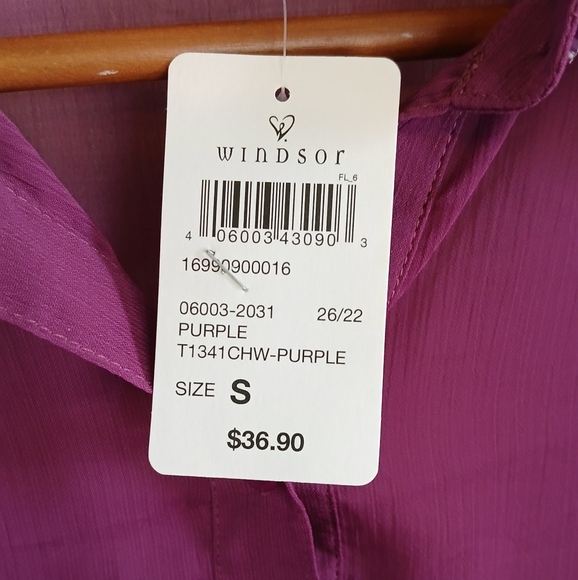 WINDSOR
FL_6
4 06003 43090 3
16990900016
06003-2031 26/22
PURPLE
T1341CHW-PURPLE
SIZE S
$36.90